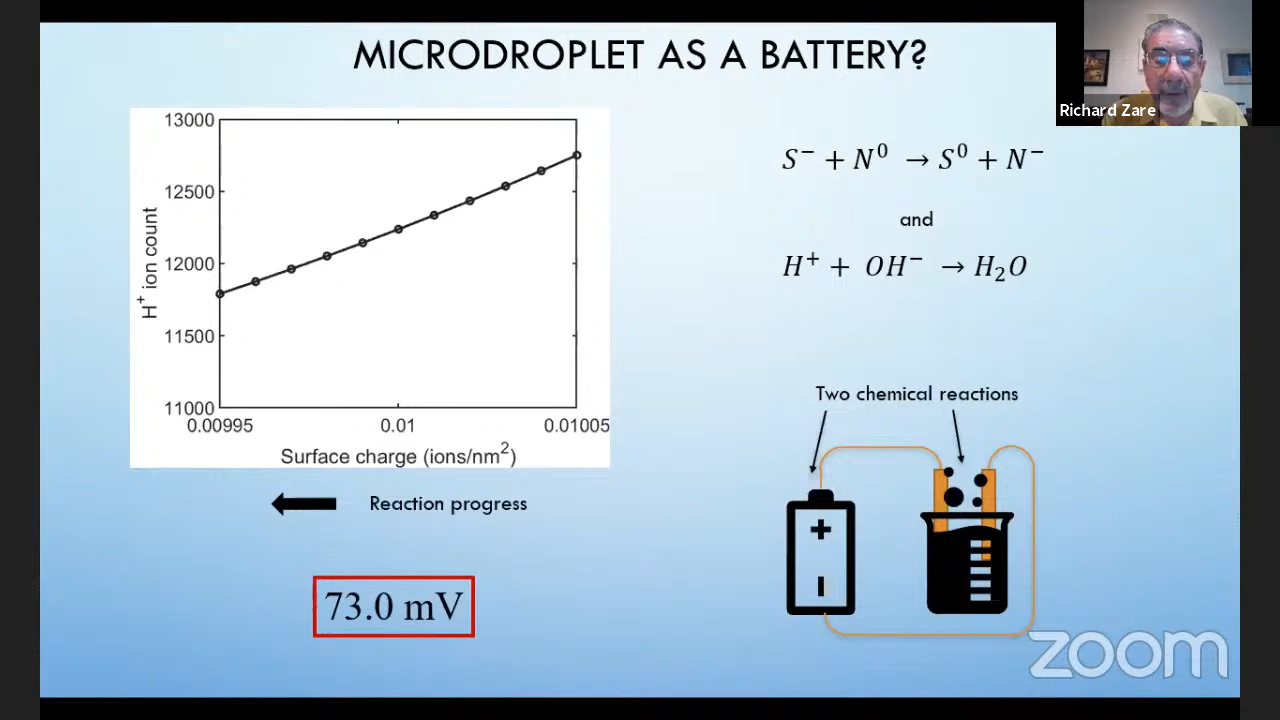 MICRODROPLET AS A BATTERY?
Richard Zare
13000
12500
12000
11500
11000
H⁺ ion count
0.00995
0.01
0.01005
Surface charge (ions/nm²)
Reaction progress
73.0 mV
S⁻ + N⁰ → S⁰ + N⁻
and
H⁺ + OH⁻ → H₂O
Two chemical reactions
zoom